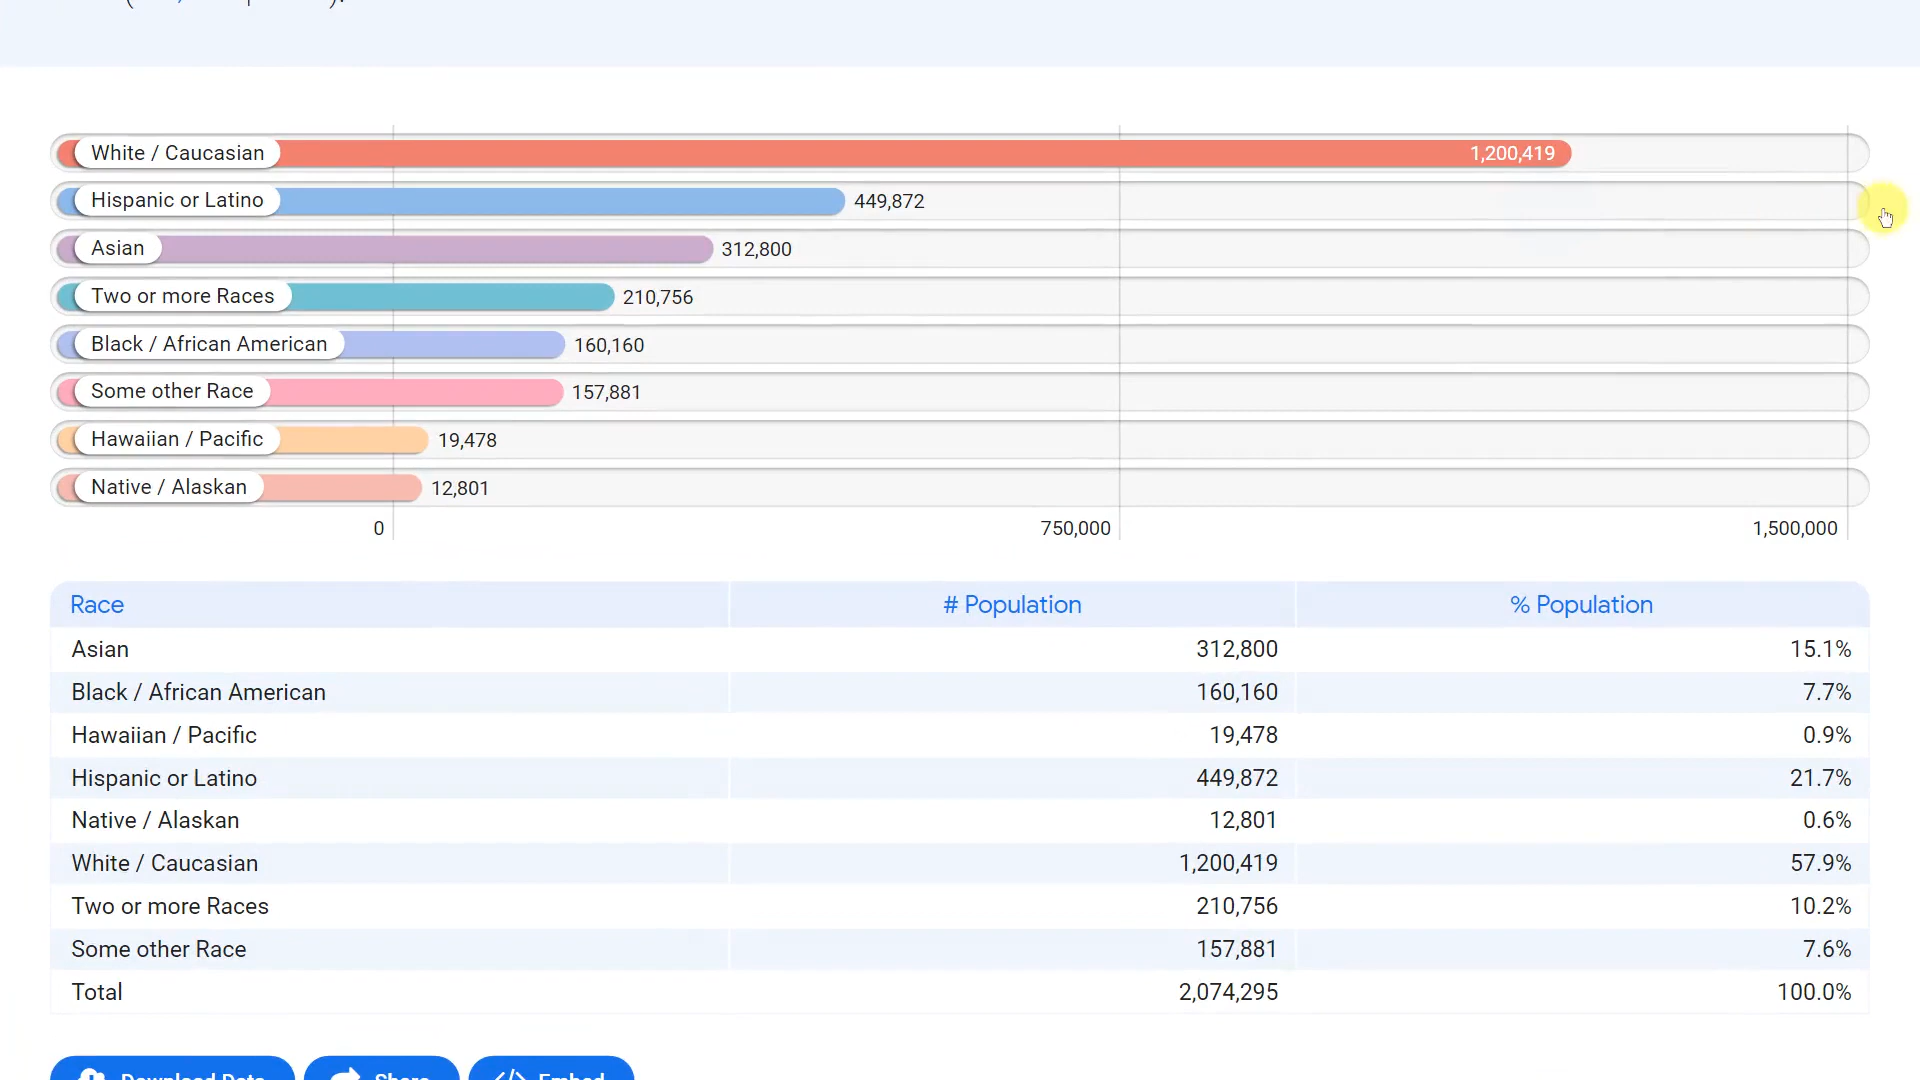 White / Caucasian 1,200,419
Hispanic or Latino 449,872
Asian 312,800
Two or more Races 210,756
Black / African American 160,160
Some other Race 157,881
Hawaiian / Pacific 19,478
Native / Alaskan 12,801
0 750,000 1,500,000
Race # Population % Population
Asian 312,800 15.1%
Black / African American 160,160 7.7%
Hawaiian / Pacific 19,478 0.9%
Hispanic or Latino 449,872 21.7%
Native / Alaskan 12,801 0.6%
White / Caucasian 1,200,419 57.9%
Two or more Races 210,756 10.2%
Some other Race 157,881 7.6%
Total 2,074,295 100.0%
Download Data Share </> Embed